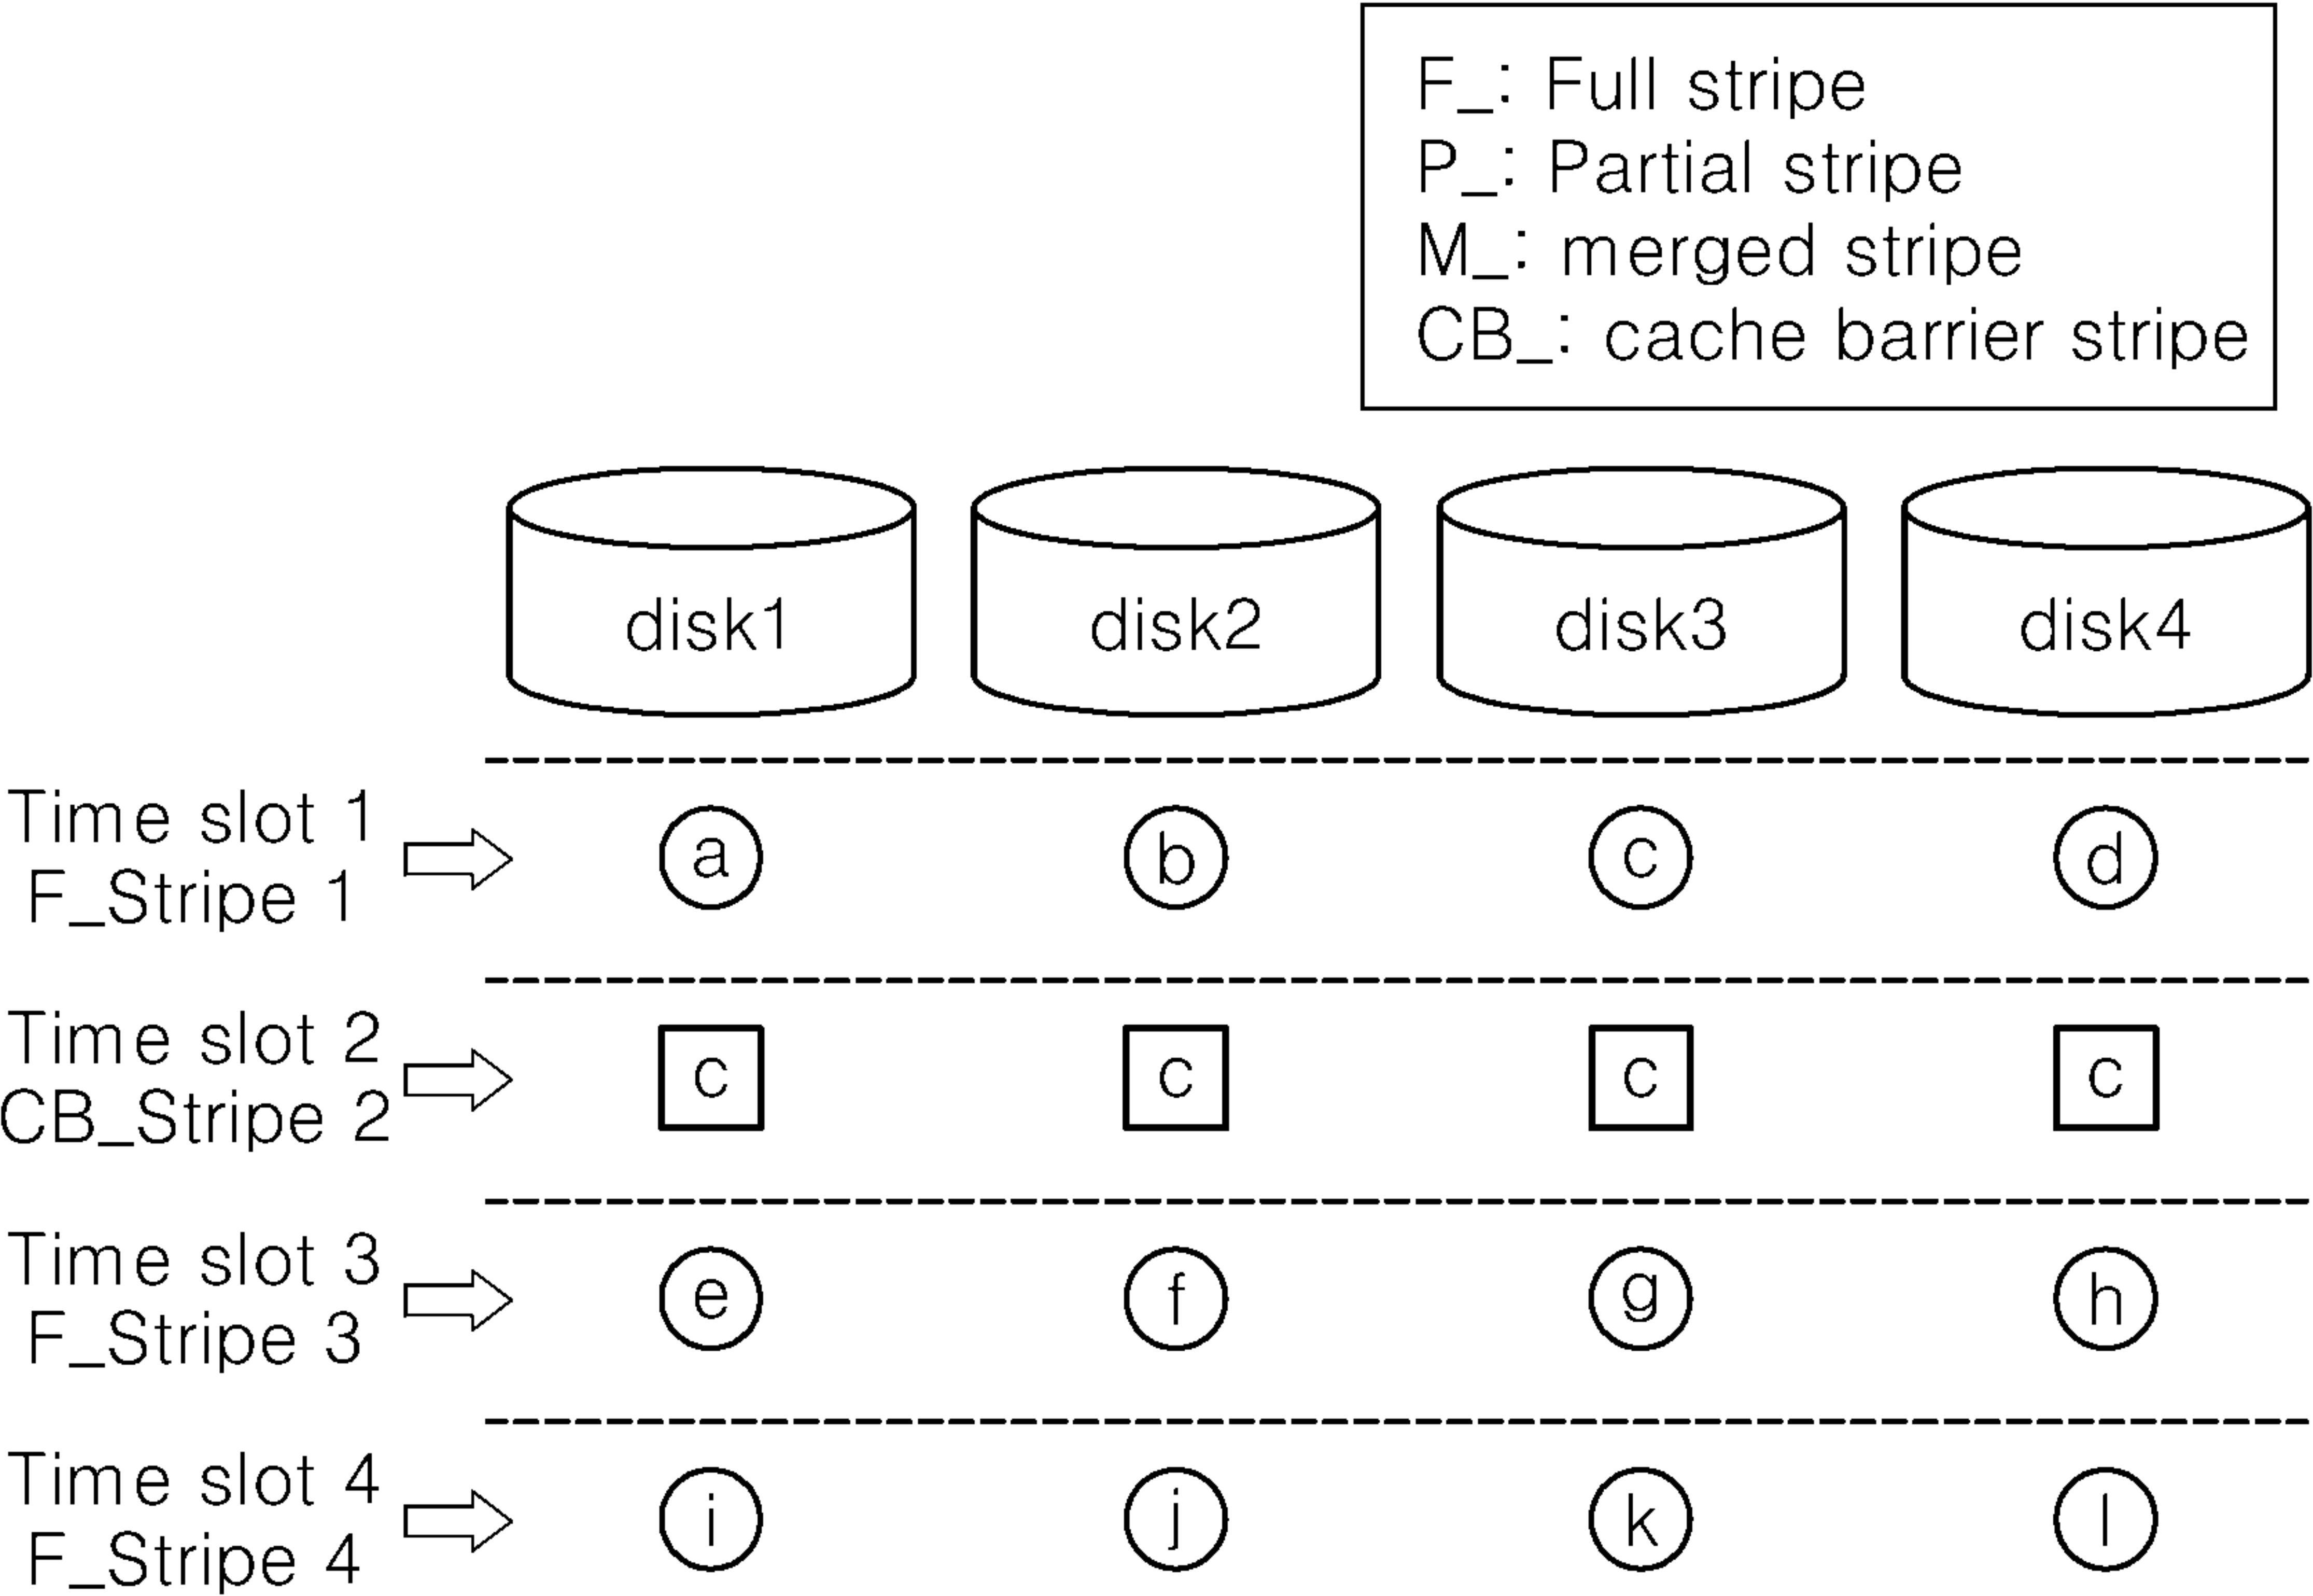 F_: Full stripe
P_: Partial stripe
M_: merged stripe
CB_: cache barrier stripe
disk1 disk2 disk3 disk4
Time slot 1
F_Stripe 1
a b c d
Time slot 2
CB_Stripe 2
c c c c
Time slot 3
F_Stripe 3
e f g h
Time slot 4
F_Stripe 4
i j k l